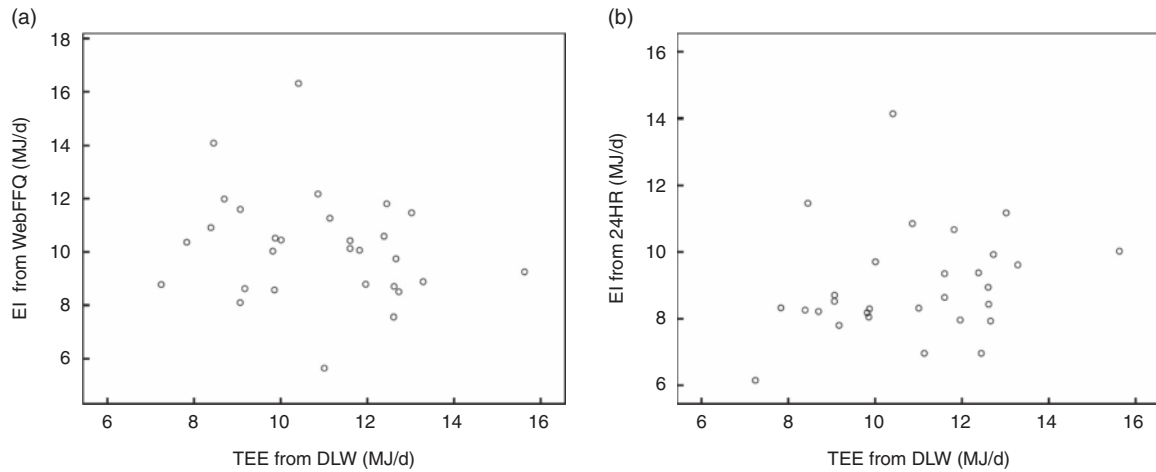 (a)
18
16
14
12
10
8
6
EI from WebFFQ (MJ/d)
6 8 10 12 14 16
TEE from DLW (MJ/d)
(b)
16
14
12
10
8
6
EI from 24HR (MJ/d)
6 8 10 12 14 16
TEE from DLW (MJ/d)